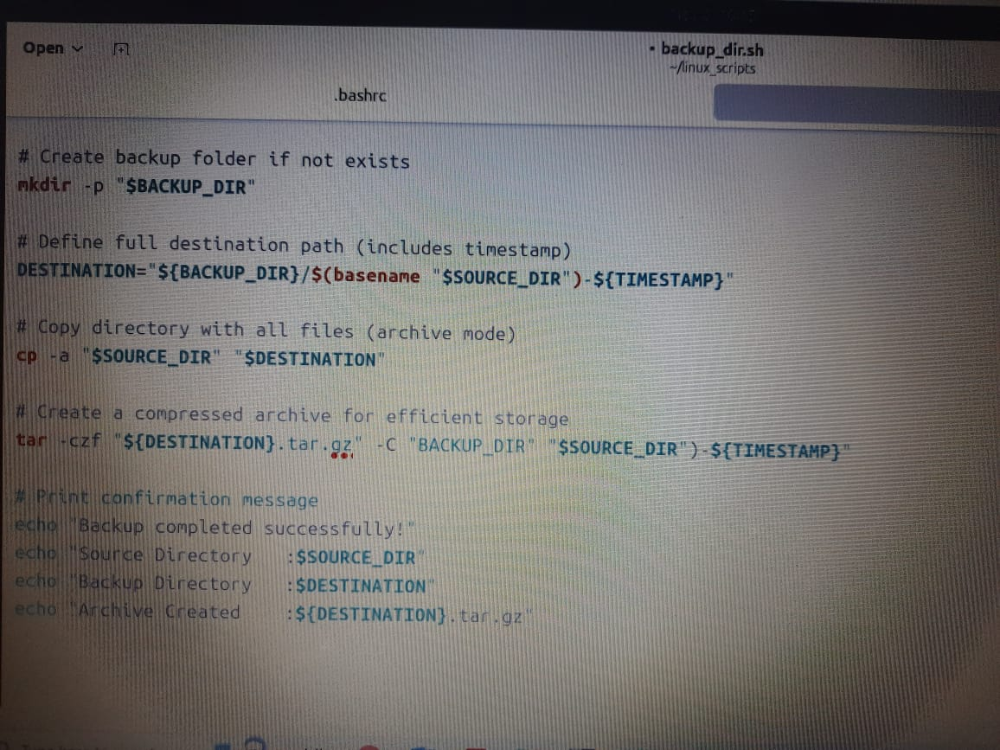 Open
• backup_dir.sh
~/linux_scripts
.bashrc
# Create backup folder if not exists
mkdir -p "$BACKUP_DIR"
# Define full destination path (includes timestamp)
DESTINATION="${BACKUP_DIR}/$(basename "$SOURCE_DIR")-${TIMESTAMP}"
# Copy directory with all files (archive mode)
cp -a "$SOURCE_DIR" "$DESTINATION"
# Create a compressed archive for efficient storage
tar -czf "${DESTINATION}.tar.gz" -C "BACKUP_DIR" "$SOURCE_DIR")-${TIMESTAMP}"
# Print confirmation message
echo "Backup completed successfully!"
echo "Source Directory   :$SOURCE_DIR"
echo "Backup Directory   :$DESTINATION"
echo "Archive Created    :${DESTINATION}.tar.gz"